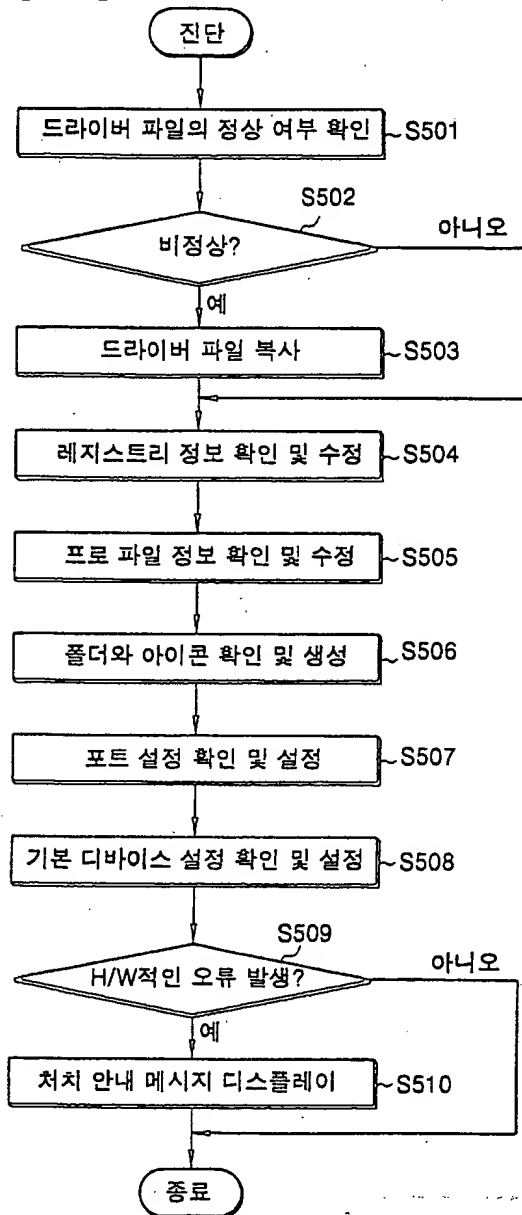 진단
드라이버 파일의 정상 여부 확인 S501
S502
비정상? 아니오
예
드라이버 파일 복사 S503
레지스트리 정보 확인 및 수정 S504
프로 파일 정보 확인 및 수정 S505
폴더와 아이콘 확인 및 생성 S506
포트 설정 확인 및 설정 S507
기본 디바이스 설정 확인 및 설정 S508
S509
H/W적인 오류 발생? 아니오
예
처치 안내 메시지 디스플레이 S510
종료